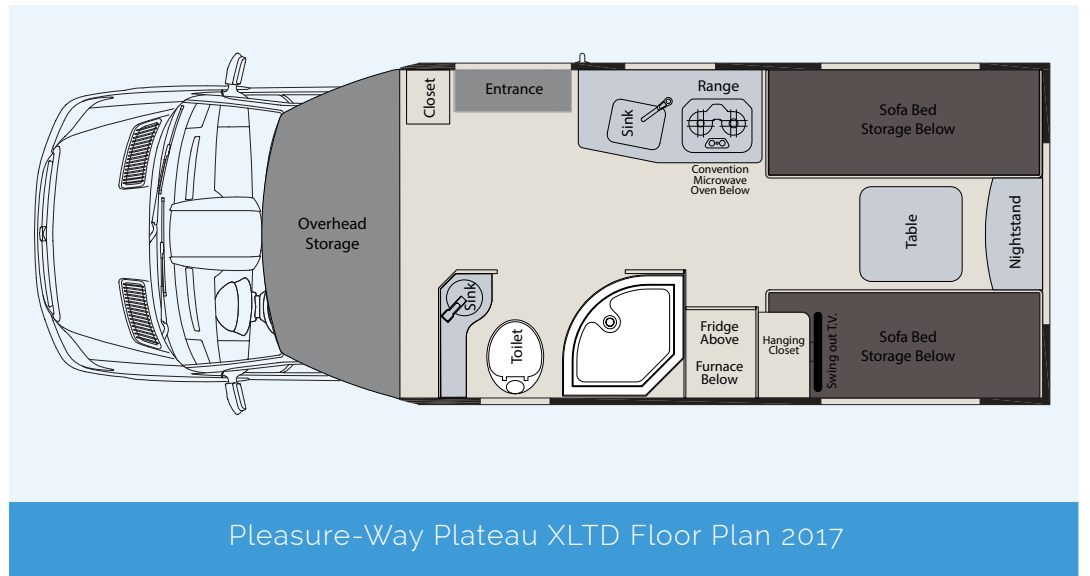 Closet
Entrance
Sink
Range
Convention
Microwave
Oven Below
Sofa Bed
Storage Below
Overhead
Storage
Table
Nightstand
Sink
Toilet
Fridge
Above
Furnace
Below
Hanging
Closet
Swing out T.V.
Sofa Bed
Storage Below
Pleasure-Way Plateau XLTD Floor Plan 2017